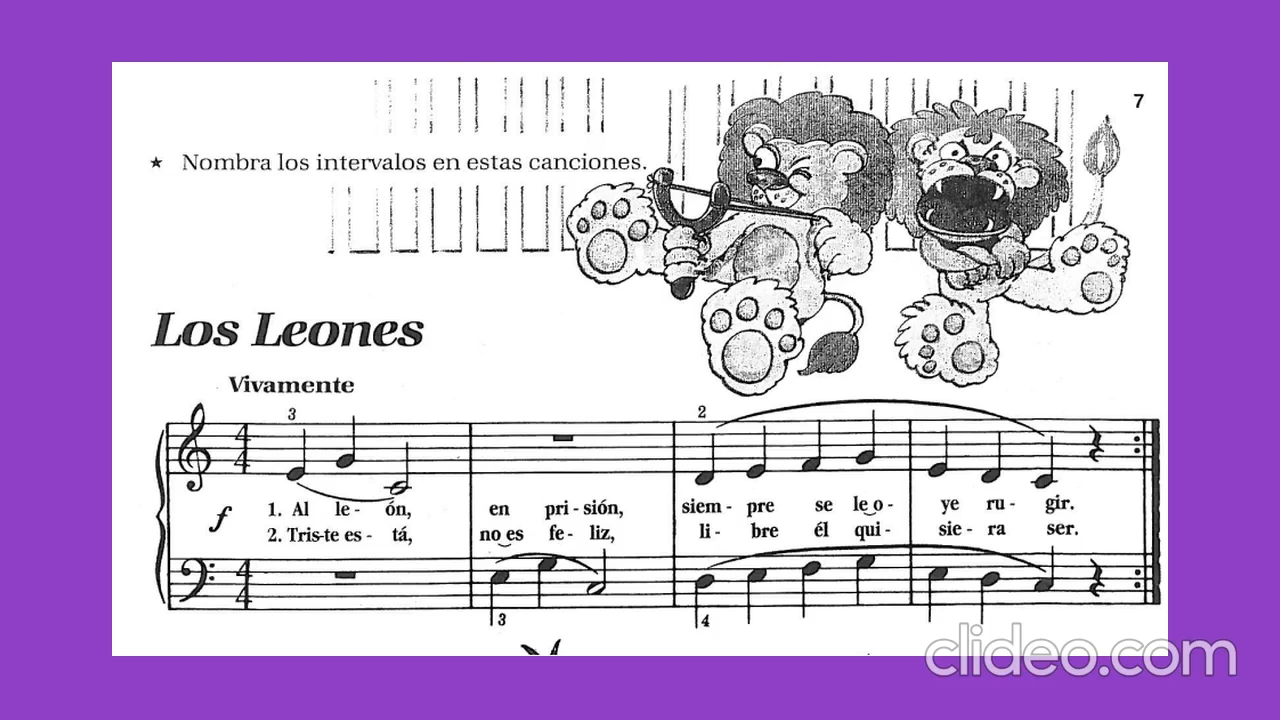 7
★ Nombra los intervalos en estas canciones.
Los Leones
Vivamente
3
2
4
4
f
1. Al le - ón, en pri - sión, siem - pre se le o - ye ru - gir.
2. Tris-te es - tá, no es fe - liz, li - bre él qui - sie - ra ser.
4
4
3
4
clideo.com